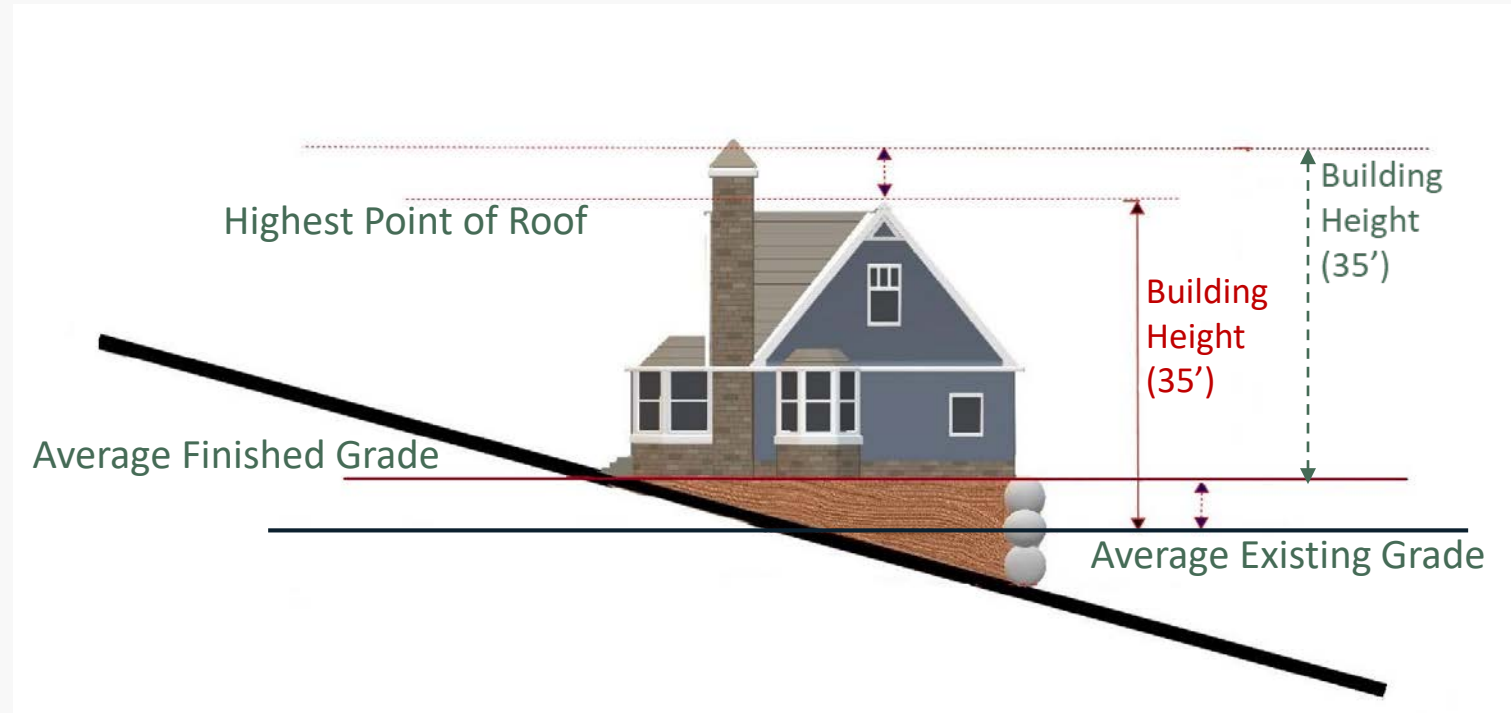 Building
Height
(35’)
Highest Point of Roof
Building
Height
(35’)
Average Finished Grade
Average Existing Grade